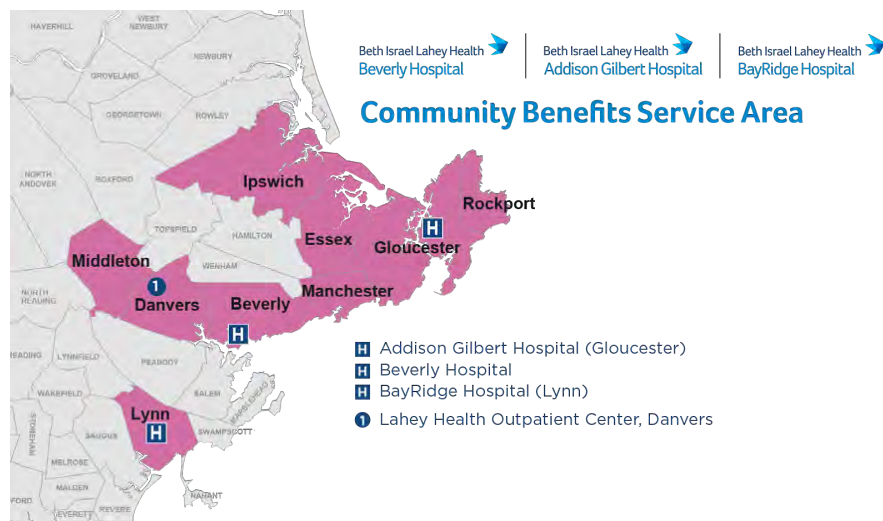 HAVERHILL
WEST
NEWBURY
NEWBURY
GROVELAND
GEORGETOWN
ROWLEY
NORTH
ANDOVER
BOXFORD
Ipswich
TOPSFIELD
HAMILTON
WENHAM
Essex
Rockport
H
Gloucester
Middleton
1
Danvers
Beverly
Manchester
H
NORTH
READING
READING
LYNNFIELD
PEABODY
WAKEFIELD
SALEM
MARBLEHEAD
Lynn
H
SWAMPSCOTT
SAUGUS
STONEHAM
MELROSE
MALDEN
NAHANT
FORD
EVERETT
REVERE
Beth Israel Lahey Health
Beverly Hospital
Beth Israel Lahey Health
Addison Gilbert Hospital
Beth Israel Lahey Health
BayRidge Hospital
Community Benefits Service Area
H Addison Gilbert Hospital (Gloucester)
H Beverly Hospital
H BayRidge Hospital (Lynn)
1 Lahey Health Outpatient Center, Danvers